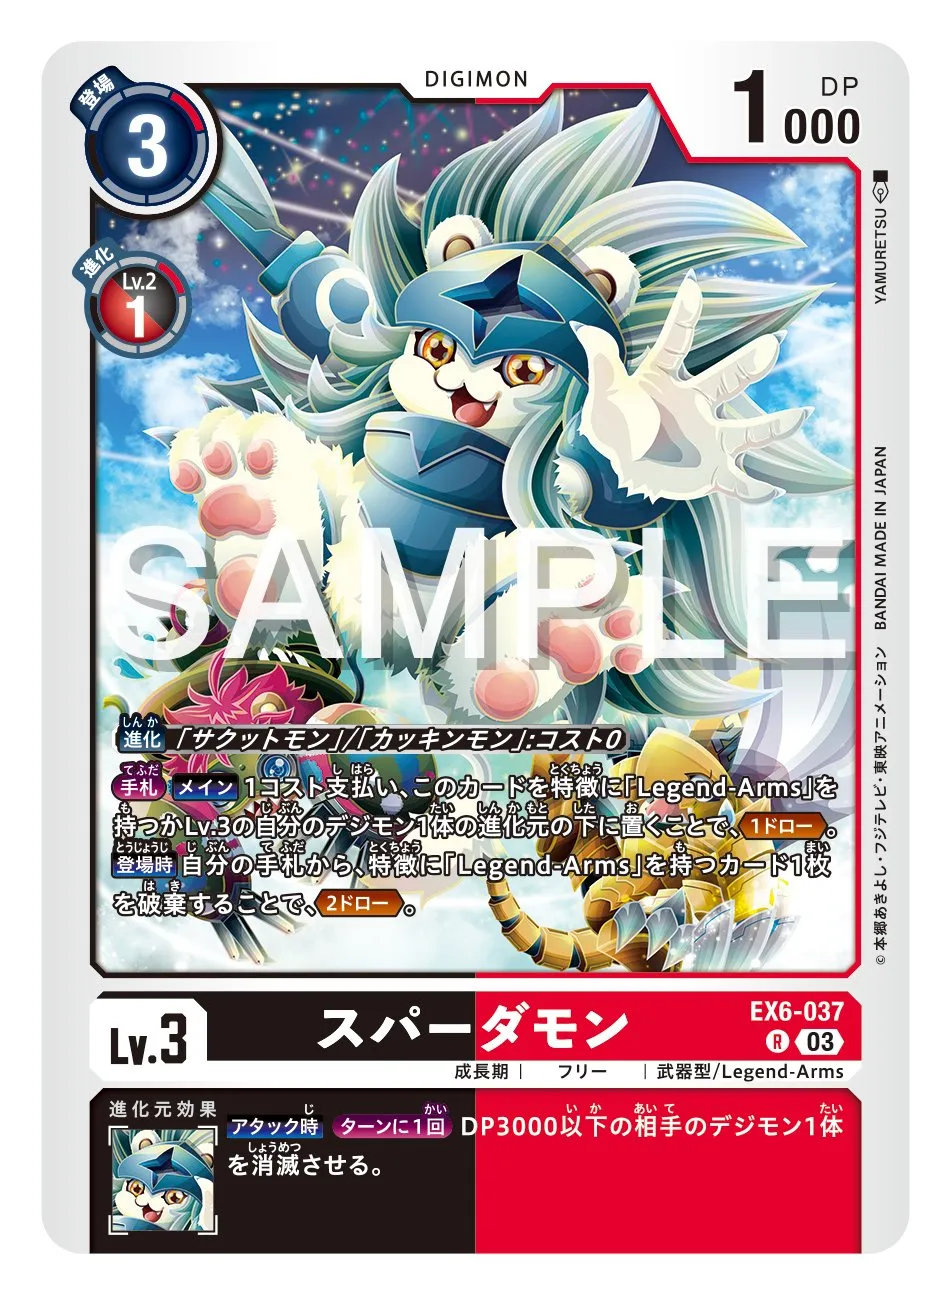 DIGIMON
登場
3
1000
DP
進化
Lv.2
1
YAMURETSU
BANDAI MADE IN JAPAN
©本郷あきよし・フジテレビ・東映アニメーション
SAMPLE
進化 「サクットモン」/「カッキンモン」:コスト0
手札 メイン 1コスト支払い、このカードを特徴に「Legend-Arms」を
持つかLv.3の自分のデジモン1体の進化元の下に置くことで、1ドロー。
登場時 自分の手札から、特徴に「Legend-Arms」を持つカード1枚
を破棄することで、2ドロー。
Lv.3
スパーダモン
EX6-037
R 03
成長期 | フリー | 武器型/Legend-Arms
進化元効果
アタック時 ターンに1回 DP3000以下の相手のデジモン1体
を消滅させる。